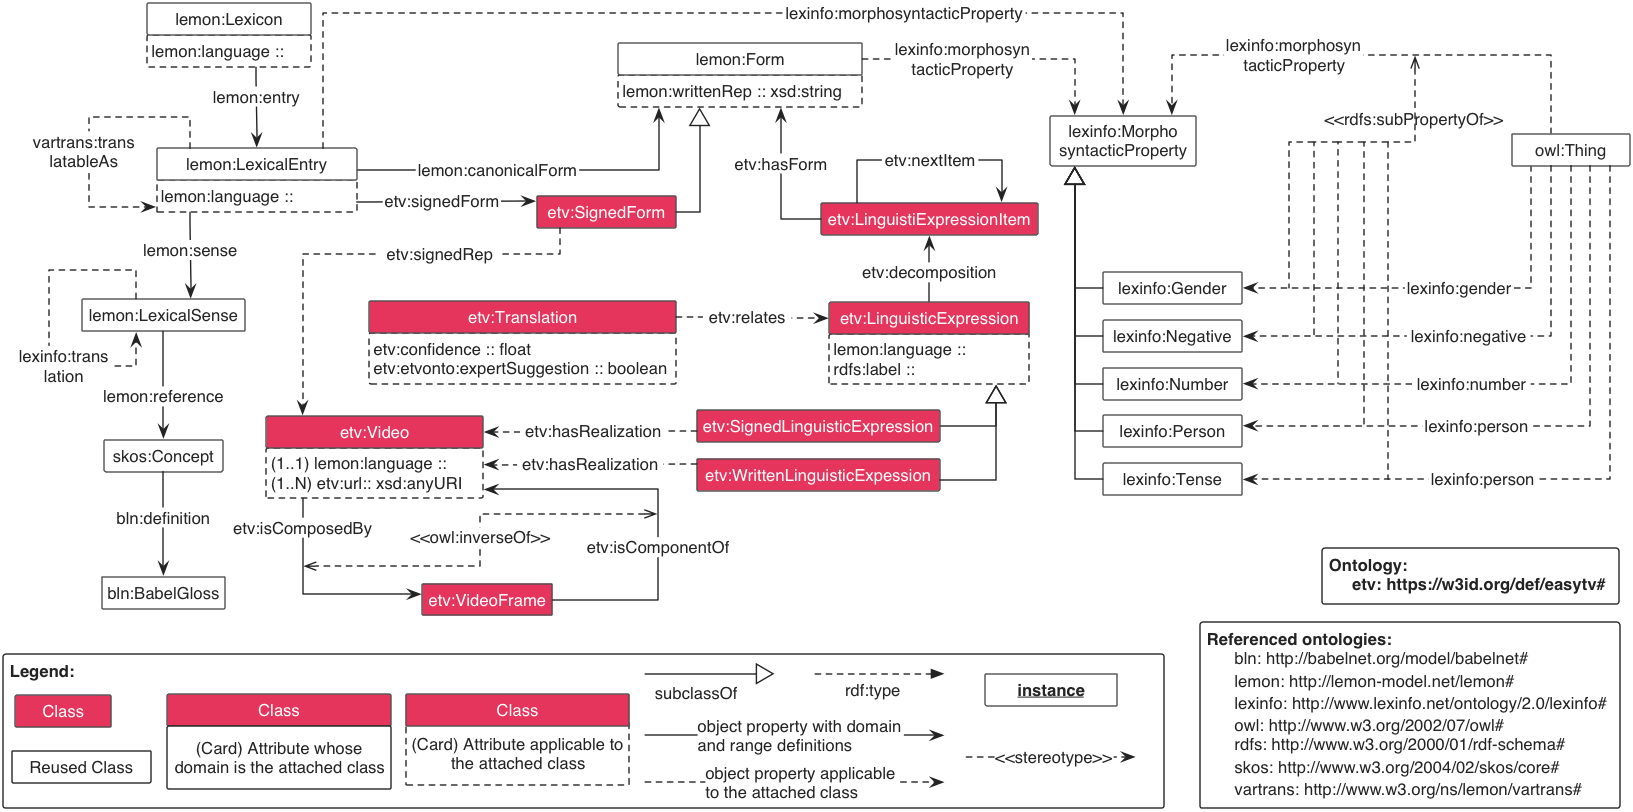 lemon:Lexicon
lemon:language ::
lemon:entry
lexinfo:morphosyntacticProperty
lemon:Form
lemon:writtenRep :: xsd:string
lexinfo:morphosyn
tacticProperty
lexinfo:morphosyn
tacticProperty
vartrans:trans
latableAs
lemon:LexicalEntry
lemon:language ::
lemon:canonicalForm
etv:signedForm
etv:SignedForm
etv:hasForm
etv:nextItem
etv:LinguistiExpressionItem
lexinfo:Morpho
syntacticProperty
<<rdfs:subPropertyOf>>
owl:Thing
lemon:sense
etv:signedRep
etv:decomposition
lemon:LexicalSense
lexinfo:trans
lation
etv:Translation
etv:confidence :: float
etv:etvonto:expertSuggestion :: boolean
etv:relates
etv:LinguisticExpression
lemon:language ::
rdfs:label ::
lexinfo:Gender
lexinfo:gender
lexinfo:Negative
lexinfo:negative
lexinfo:Number
lexinfo:number
lexinfo:Person
lexinfo:person
lexinfo:Tense
lexinfo:person
lemon:reference
skos:Concept
etv:Video
(1..1) lemon:language ::
(1..N) etv:url:: xsd:anyURI
etv:hasRealization
etv:SignedLinguisticExpression
etv:hasRealization
etv:WrittenLinguisticExpession
bln:definition
etv:isComposedBy
<<owl:inverseOf>>
etv:isComponentOf
bln:BabelGloss
etv:VideoFrame
Ontology:
etv: https://w3id.org/def/easytv#
Referenced ontologies:
bln: http://babelnet.org/model/babelnet#
lemon: http://lemon-model.net/lemon#
lexinfo: http://www.lexinfo.net/ontology/2.0/lexinfo#
owl: http://www.w3.org/2002/07/owl#
rdfs: http://www.w3.org/2000/01/rdf-schema#
skos: http://www.w3.org/2004/02/skos/core#
vartrans: http://www.w3.org/ns/lemon/vartrans#
Legend:
Class
Reused Class
Class
(Card) Attribute whose
domain is the attached class
Class
(Card) Attribute applicable to
the attached class
subclassOf
rdf:type
instance
object property with domain
and range definitions
<<stereotype>>
object property applicable
to the attached class